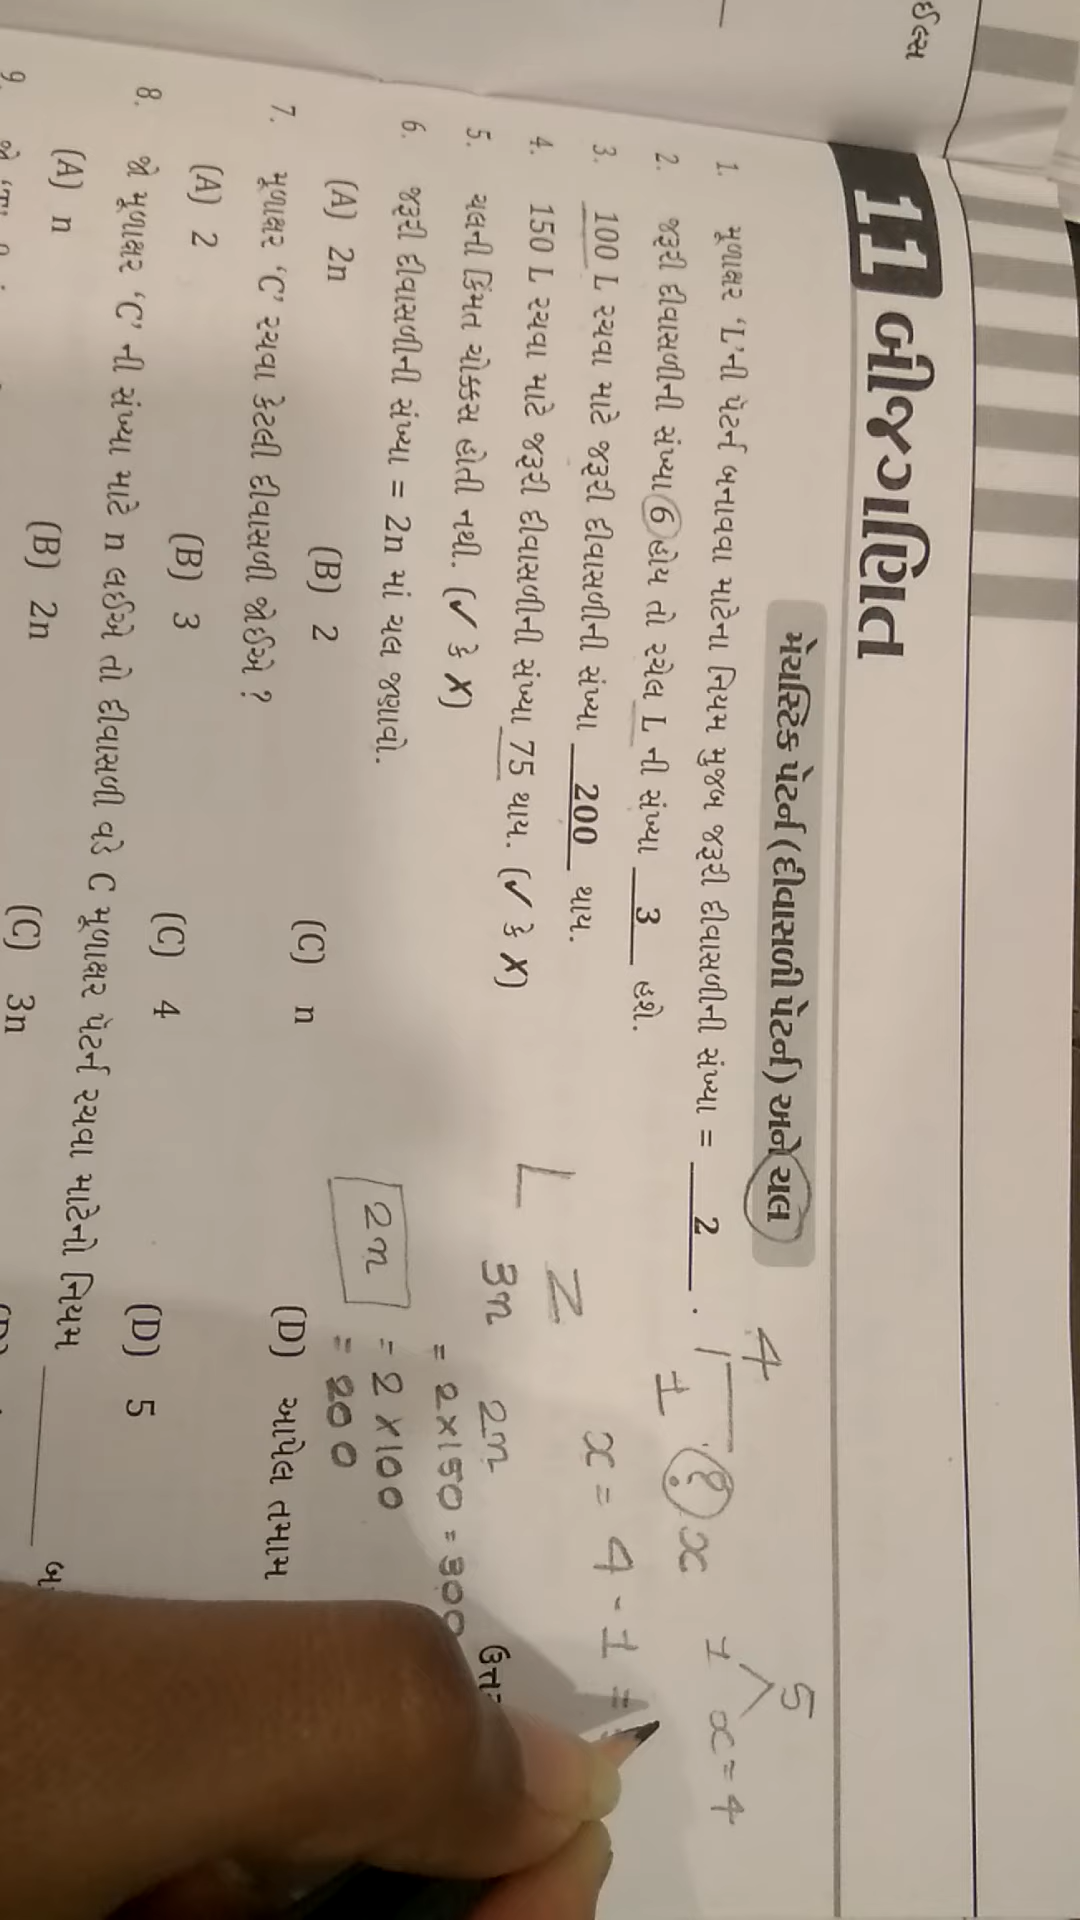 11 બીજગણિત
મેચસ્ટિક પેટર્ન (દીવાસળી પેટર્ન) અને ચલ
1. મૂળાક્ષર ‘L’ની પેટર્ન બનાવવા માટેના નિયમ મુજબ જરૂરી દીવાસળીની સંખ્યા = 2 .
2. જરૂરી દીવાસળીની સંખ્યા 6 હોય તો રચેલ L ની સંખ્યા 3 હશે.
3. 100 L રચવા માટે જરૂરી દીવાસળીની સંખ્યા 200 થાય.
4. 150 L રચવા માટે જરૂરી દીવાસળીની સંખ્યા 75 થાય. (✓ કે X)
5. ચલની કિંમત ચોક્કસ હોતી નથી. (✓ કે X)
6. જરૂરી દીવાસળીની સંખ્યા = 2n માં ચલ જણાવો.
(A) 2n (B) 2 (C) n (D) આપેલ તમામ
7. મૂળાક્ષર ‘C’ રચવા કેટલી દીવાસળી જોઈએ ?
(A) 2 (B) 3 (C) 4 (D) 5
8. જો મૂળાક્ષર ‘C’ ની સંખ્યા માટે n લઈએ તો દીવાસળી વડે C મૂળાક્ષર પેટર્ન રચવા માટેનો નિયમ
(A) n (B) 2n (C) 3n
9.
4
1 ? x
5
1 x = 4
x = 4 - 1 =
L Z
3n 2n
= 2 x 150 = 300
2n = 2 x 100
= 200